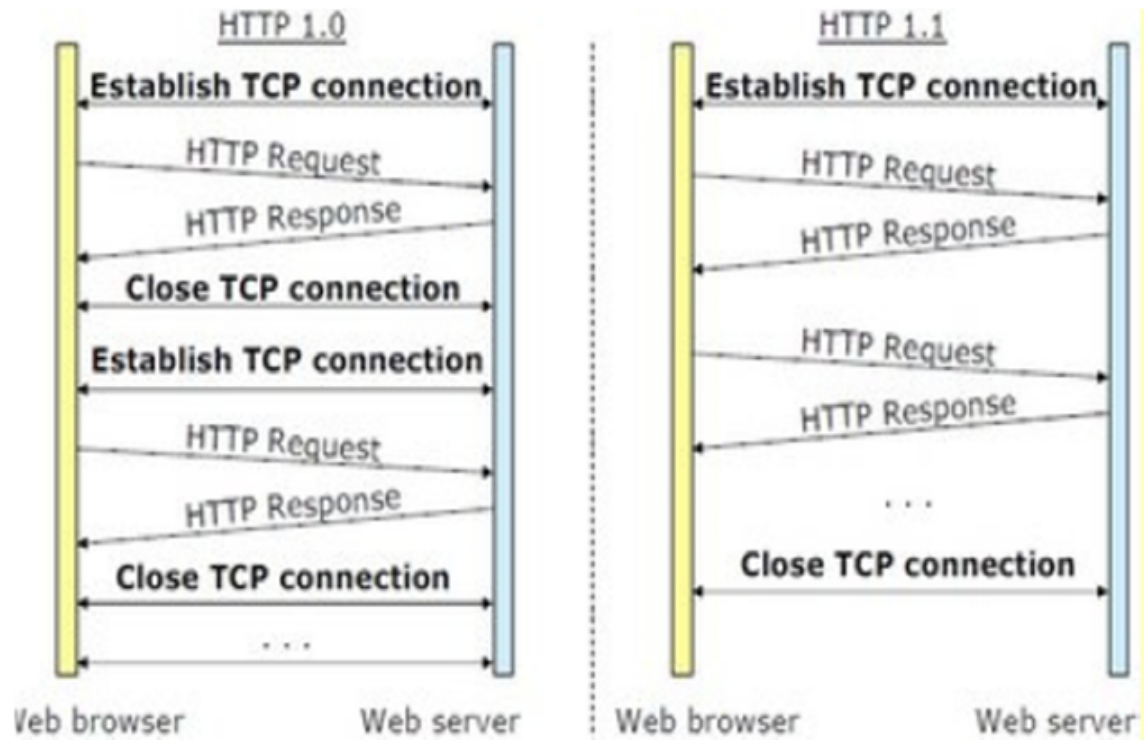 HTTP 1.0
Establish TCP connection
HTTP Request
HTTP Response
Close TCP connection
Establish TCP connection
HTTP Request
HTTP Response
Close TCP connection
. . .
Web browser
Web server
HTTP 1.1
Establish TCP connection
HTTP Request
HTTP Response
HTTP Request
HTTP Response
. . .
Close TCP connection
Web browser
Web server